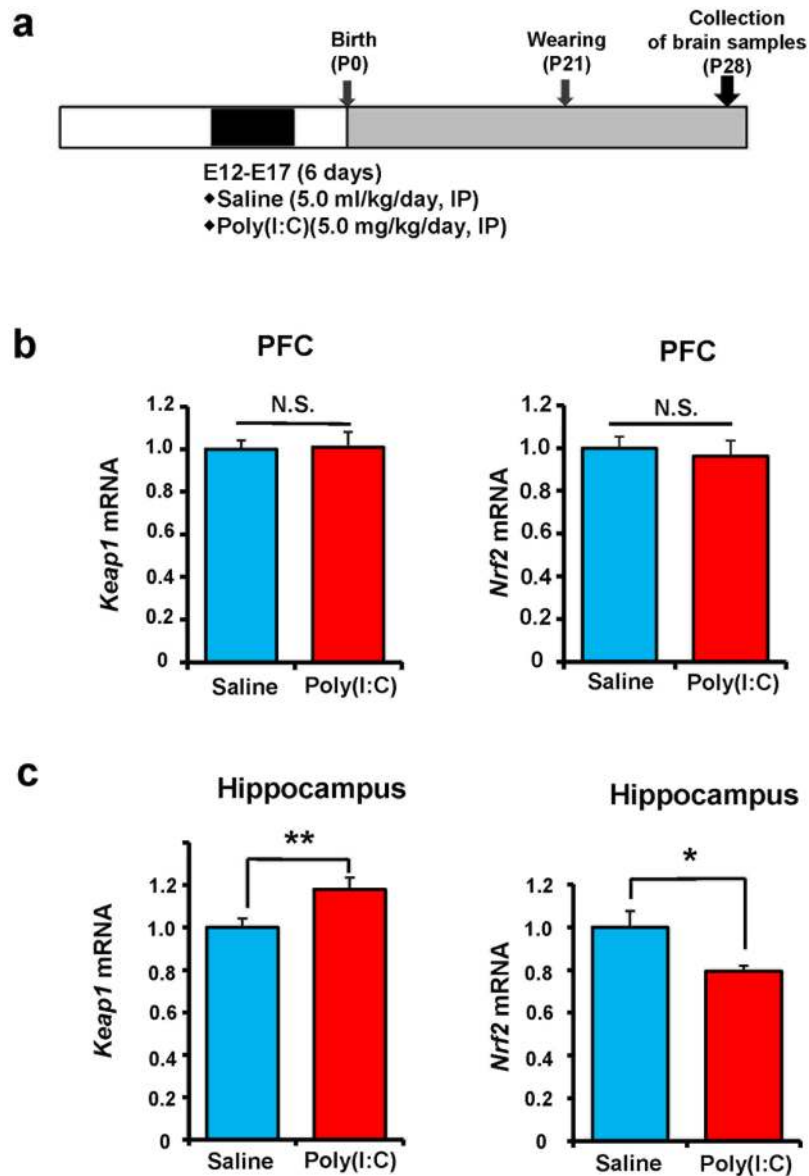 a
Birth
(P0)
Wearing
(P21)
Collection
of brain samples
(P28)
E12-E17 (6 days)
◆Saline (5.0 ml/kg/day, IP)
◆Poly(I:C)(5.0 mg/kg/day, IP)
b
PFC
Keap1 mRNA
1.2
1.0
0.8
0.6
0.4
0.2
0
N.S.
Saline
Poly(I:C)
PFC
Nrf2 mRNA
1.2
1.0
0.8
0.6
0.4
0.2
0
N.S.
Saline
Poly(I:C)
c
Hippocampus
Keap1 mRNA
1.2
1.0
0.8
0.6
0.4
0.2
0
**
Saline
Poly(I:C)
Hippocampus
Nrf2 mRNA
1.2
1.0
0.8
0.6
0.4
0.2
0
*
Saline
Poly(I:C)